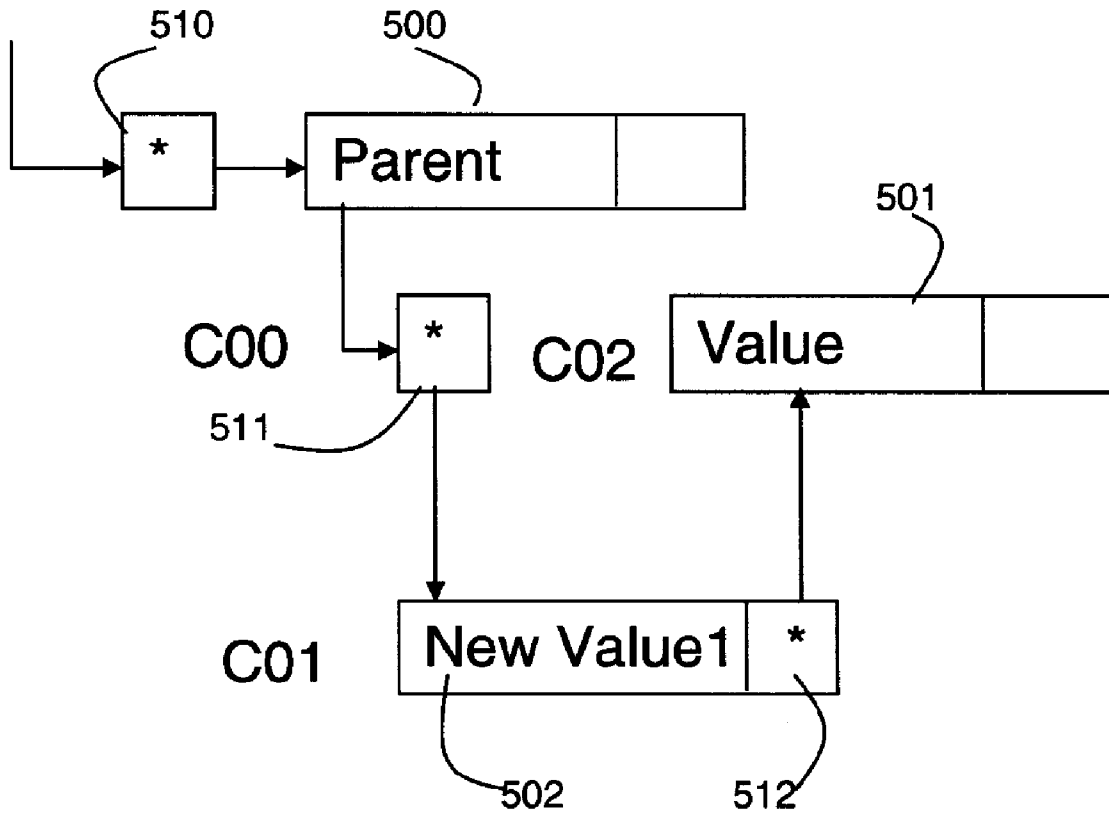 510 500
* Parent
501
C00 * C02 Value
511
C01 New Value1 *
502 512